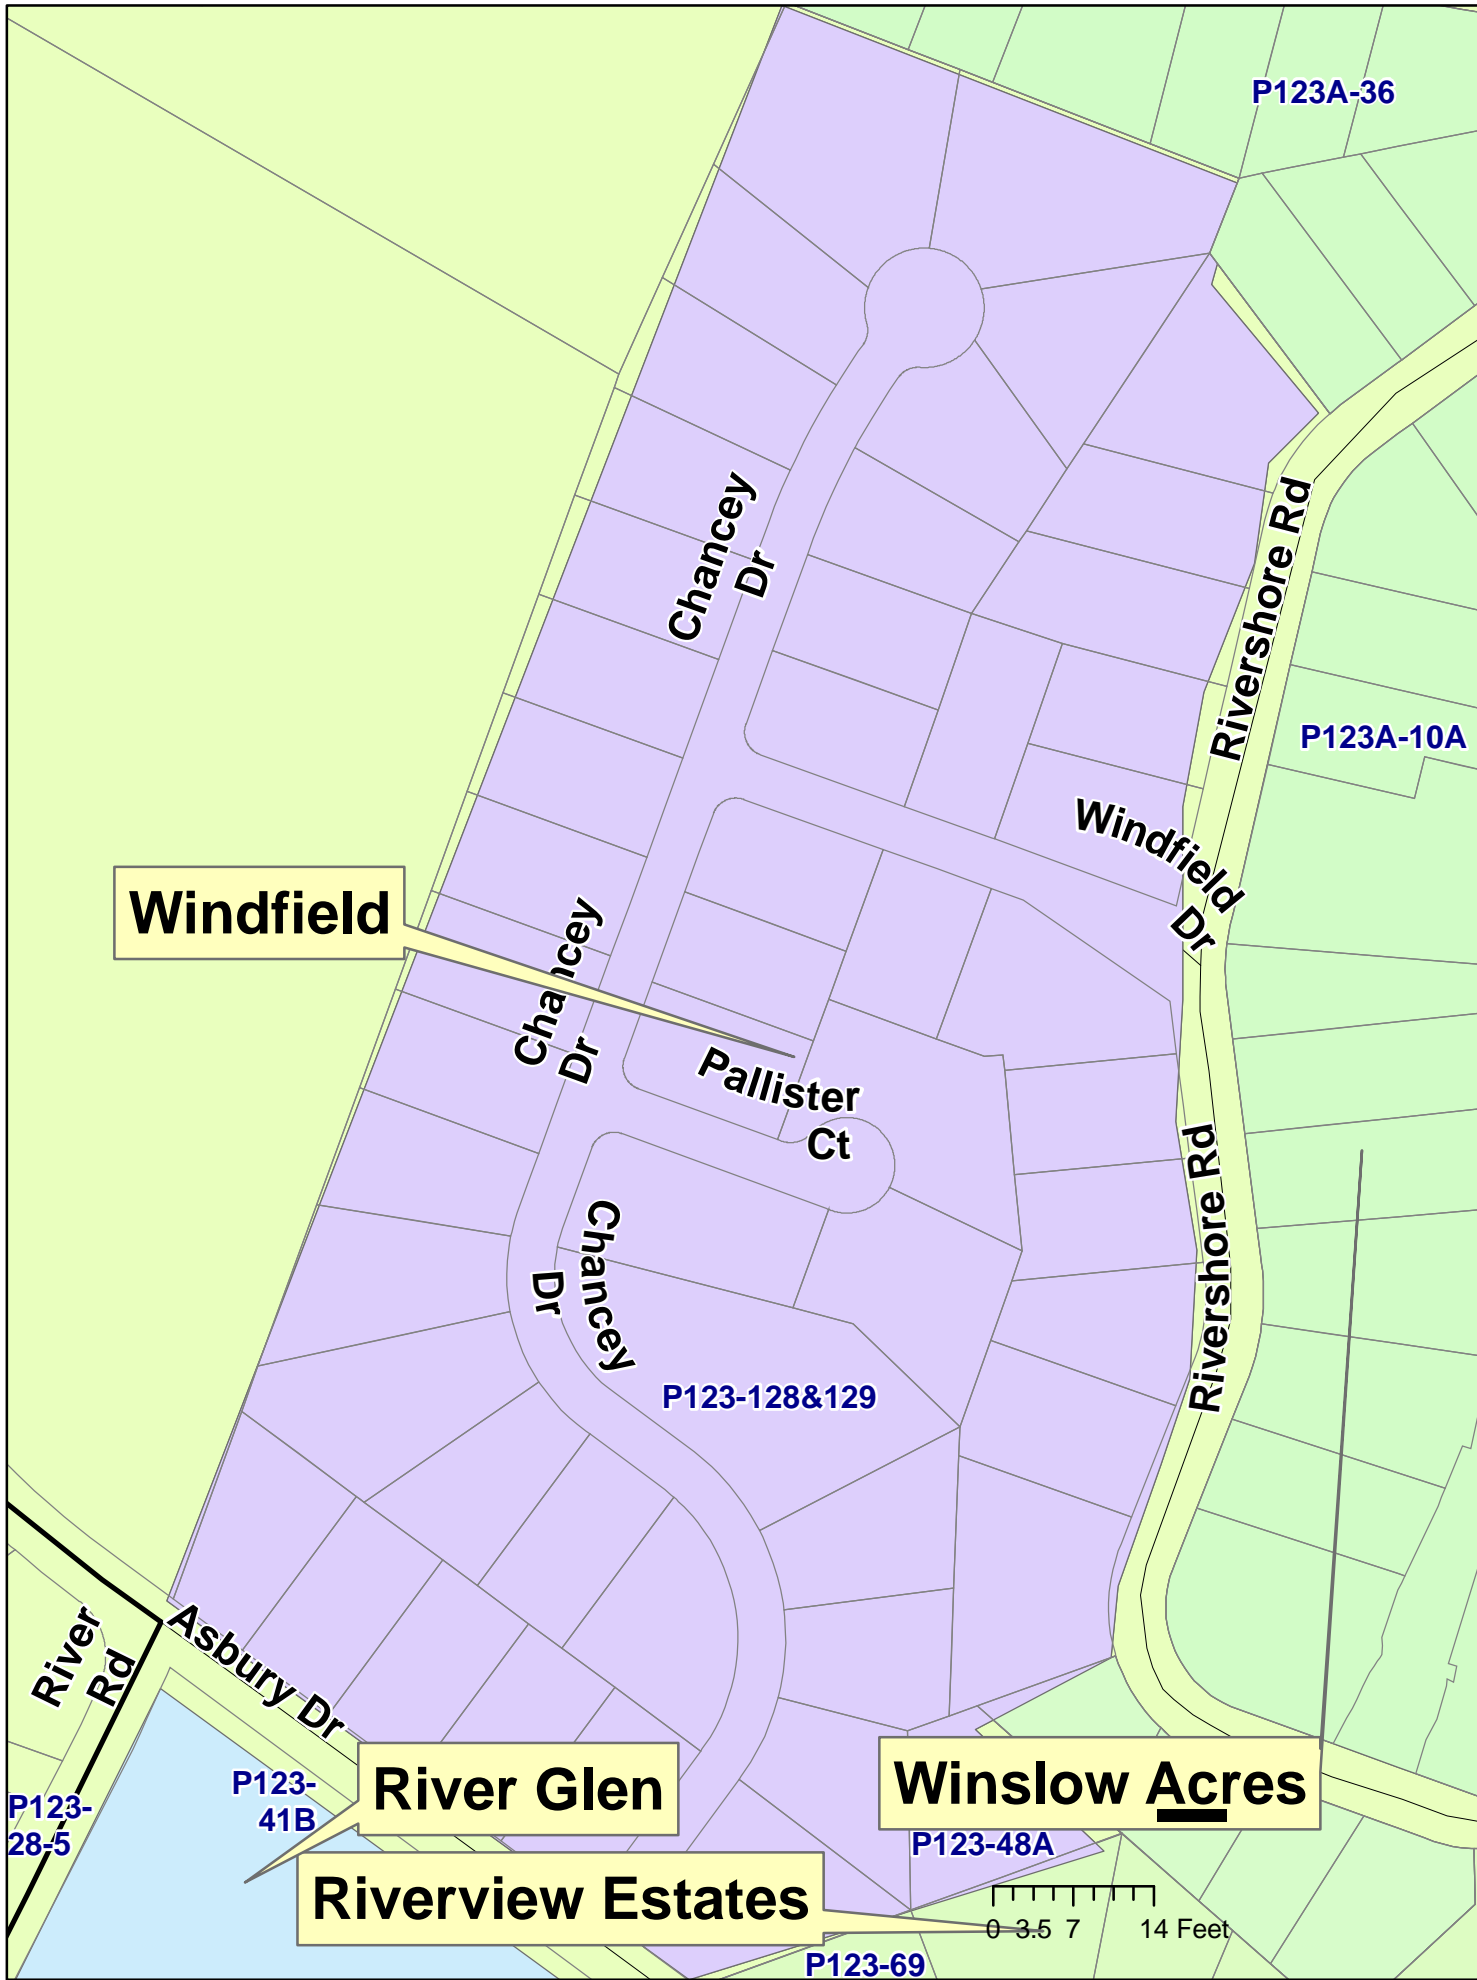 P123A-36
Chancey
Dr
Rivershore Rd
P123A-10A
Windfield
Dr
Windfield
Chancey
Dr
Pallister
Ct
Rivershore Rd
Chancey
Dr
P123-128&129
River
Rd
Asbury Dr
P123-
28-5
P123-
41B
River Glen
Winslow Acres
P123-48A
Riverview Estates
0 3.5 7 14 Feet
P123-69